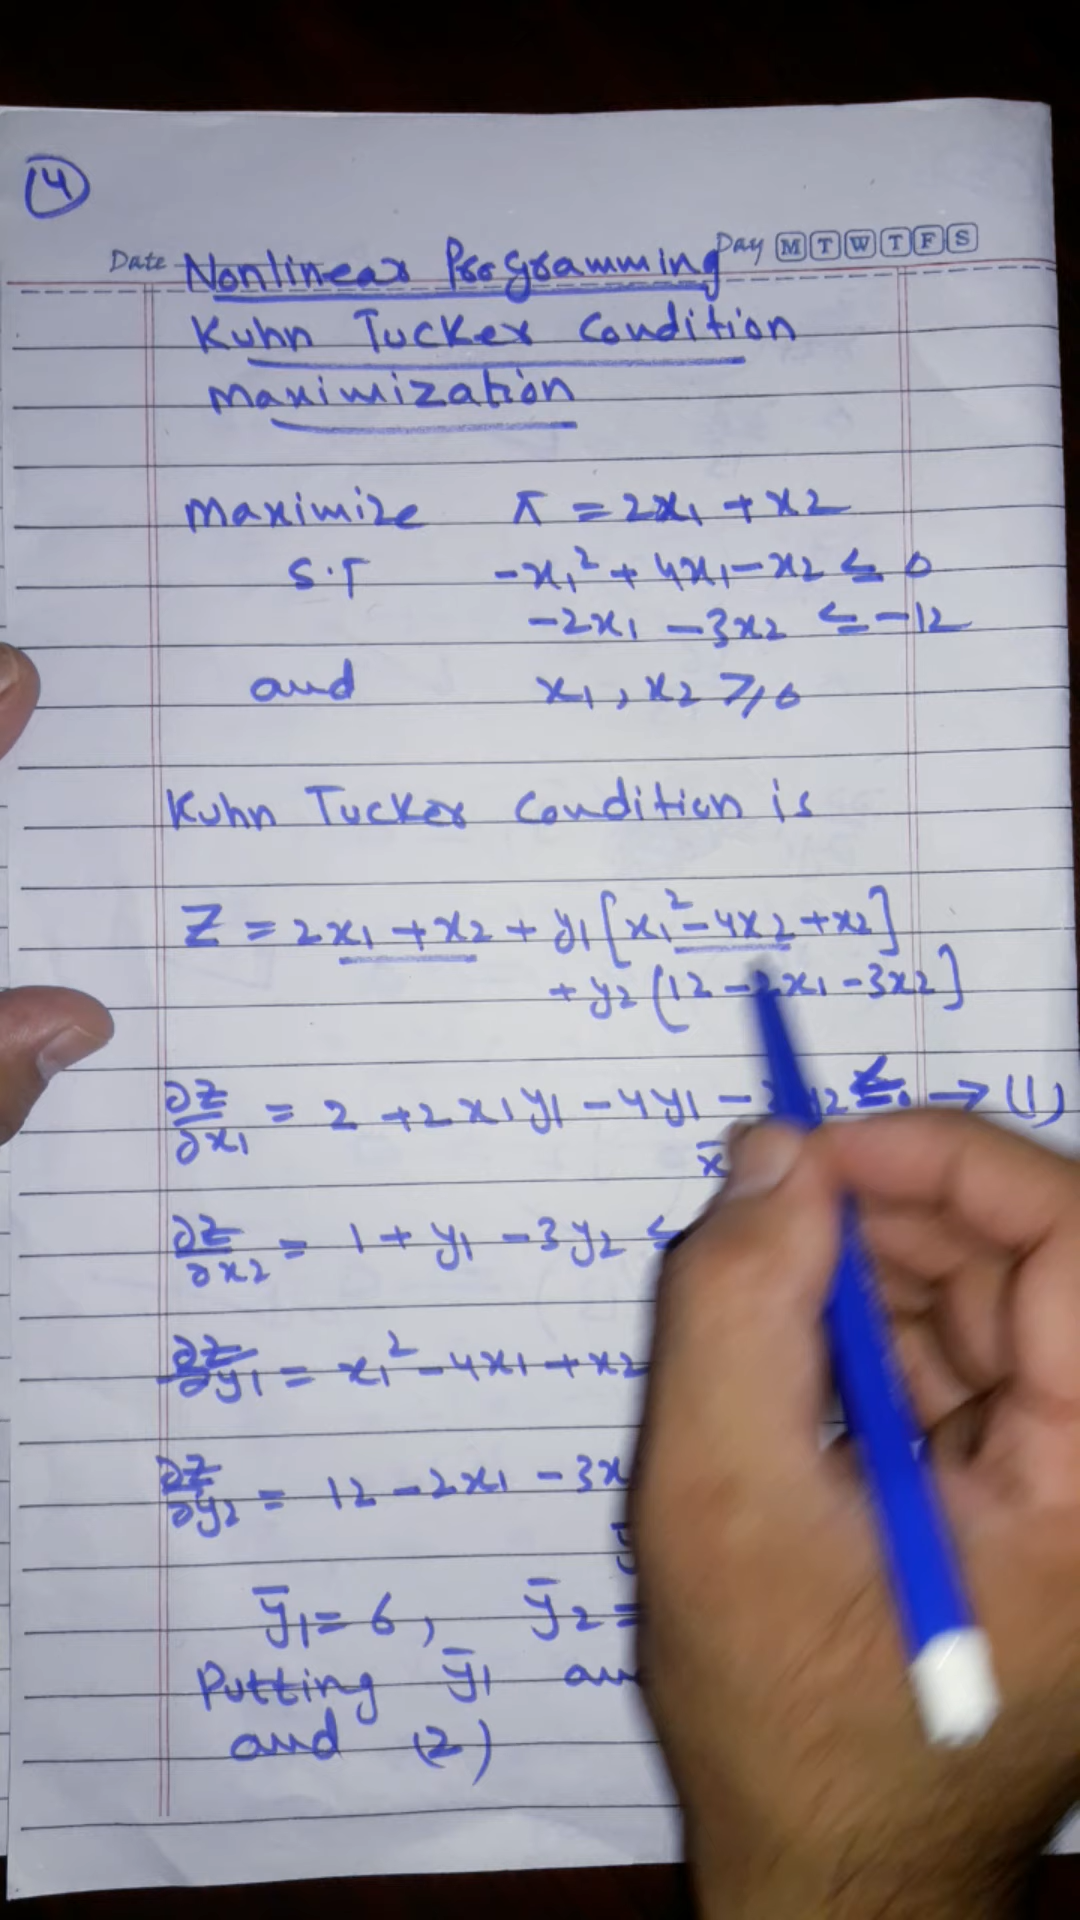 14
Date Day M T W T F S
Nonlinear Programming
Kuhn Tucker Condition
Maximization
Maximize π = 2x₁ + x₂
S.T -x₁² + 4x₁ - x₂ ≤ 0
-2x₁ - 3x₂ ≤ -12
and x₁, x₂ ≥ 0
Kuhn Tucker Condition is
Z = 2x₁ + x₂ + y₁[x₁² - 4x₂ + x₂]
+ y₂(12 - 2x₁ - 3x₂]
∂Z/∂x₁ = 2 + 2x₁y₁ - 4y₁ - y₂ ≤ → (1)
x̄
∂Z/∂x₂ = 1 + y₁ - 3y₂ ≤
∂Z/∂y₁ = x₁² - 4x₁ + x₂
∂Z/∂y₂ = 12 - 2x₁ - 3x
ȳ₁ = 6, ȳ₂ =
Putting ȳ₁
and (2)